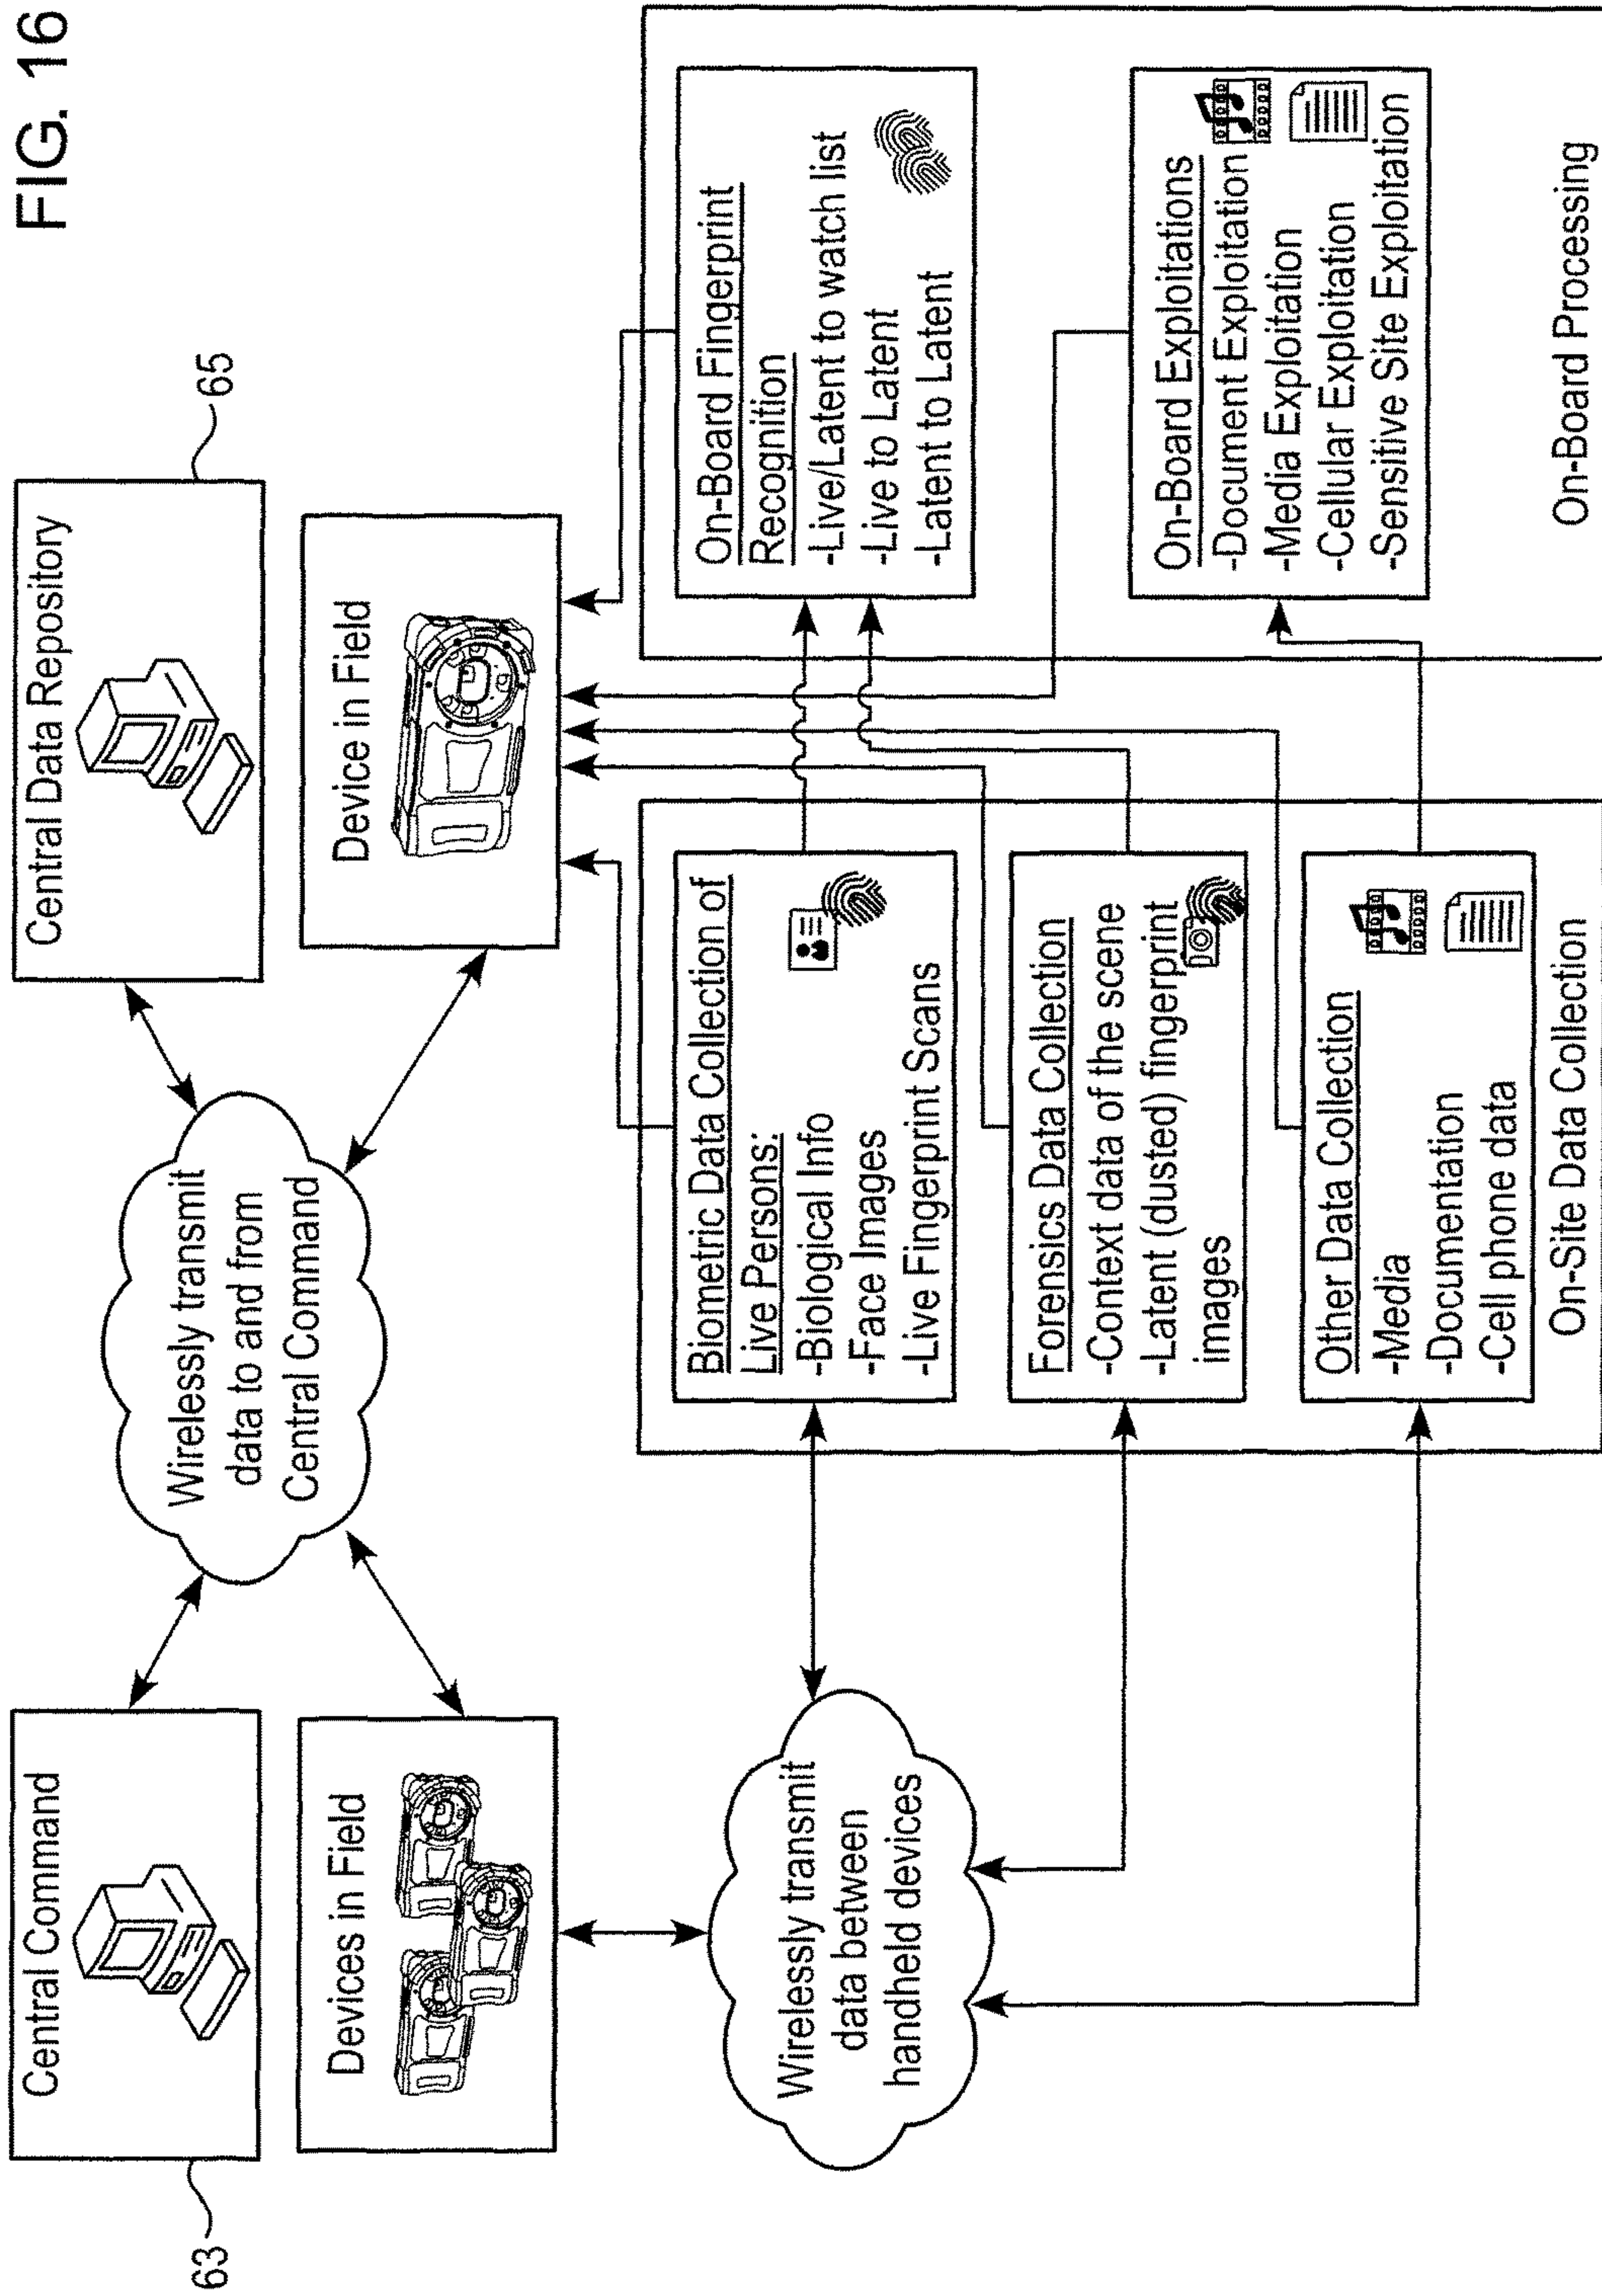 FIG. 16
Central Command
63
Wirelessly transmit
data to and from
Central Command
Central Data Repository
65
Devices in Field
Device in Field
Wirelessly transmit
data between
handheld devices
Biometric Data Collection of
Live Persons:
-Biological Info
-Face Images
-Live Fingerprint Scans
Forensics Data Collection
-Context data of the scene
-Latent (dusted) fingerprint
images
Other Data Collection
-Media
-Documentation
-Cell phone data
On-Site Data Collection
On-Board Fingerprint
Recognition
-Live/Latent to watch list
-Live to Latent
-Latent to Latent
On-Board Exploitations
-Document Exploitation
-Media Exploitation
-Cellular Exploitation
-Sensitive Site Exploitation
On-Board Processing